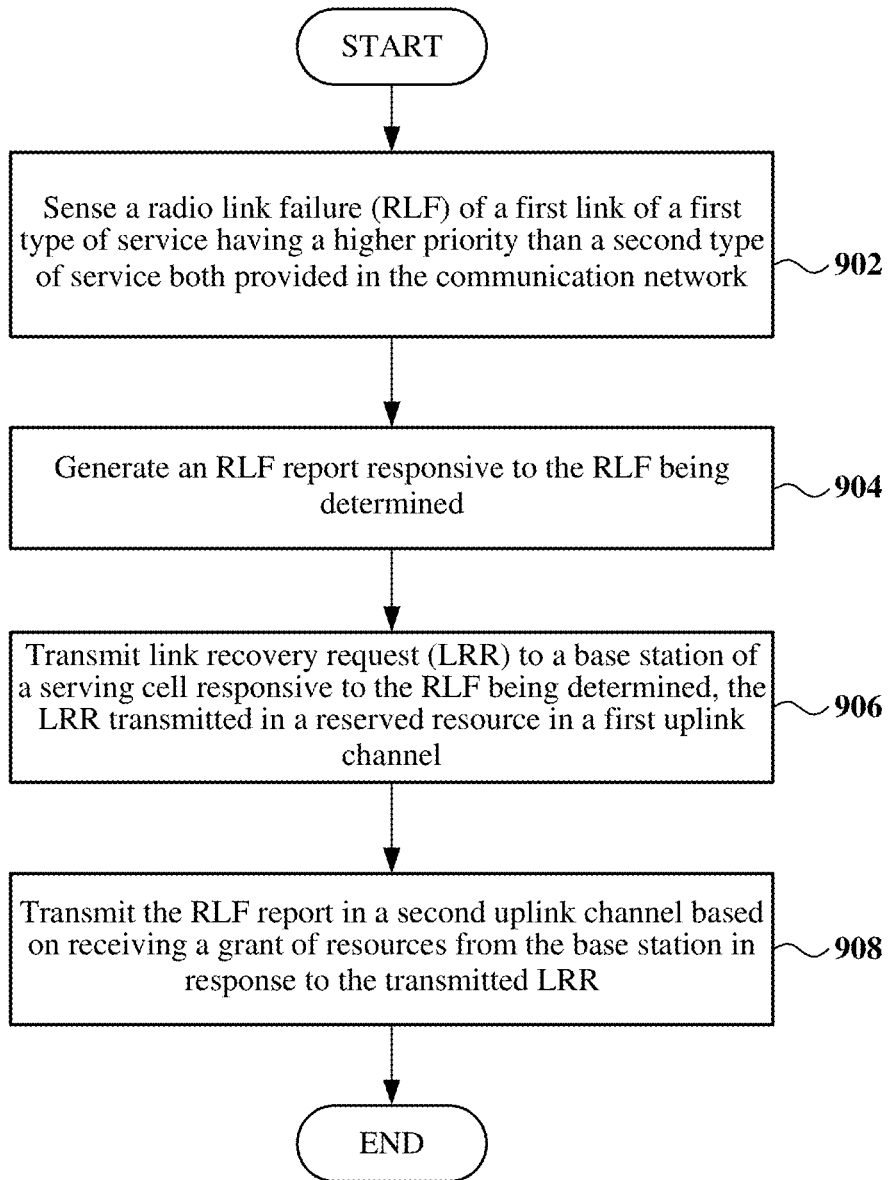 START
Sense a radio link failure (RLF) of a first link of a first
type of service having a higher priority than a second type
of service both provided in the communication network
902
Generate an RLF report responsive to the RLF being
determined
904
Transmit link recovery request (LRR) to a base station of
a serving cell responsive to the RLF being determined, the
LRR transmitted in a reserved resource in a first uplink
channel
906
Transmit the RLF report in a second uplink channel based
on receiving a grant of resources from the base station in
response to the transmitted LRR
908
END